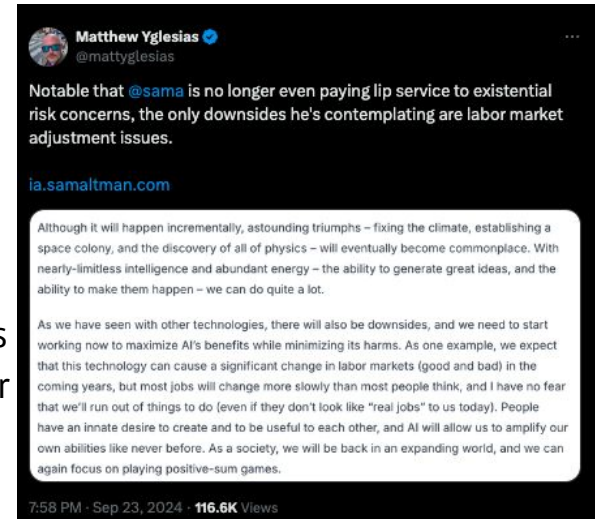 Matthew Yglesias
@mattyglesias
Notable that @sama is no longer even paying lip service to existential
risk concerns, the only downsides he's contemplating are labor market
adjustment issues.
ia.samaltman.com
Although it will happen incrementally, astounding triumphs – fixing the climate, establishing a
space colony, and the discovery of all of physics – will eventually become commonplace. With
nearly-limitless intelligence and abundant energy – the ability to generate great ideas, and the
ability to make them happen – we can do quite a lot.
s
r
As we have seen with other technologies, there will also be downsides, and we need to start
working now to maximize AI's benefits while minimizing its harms. As one example, we expect
that this technology can cause a significant change in labor markets (good and bad) in the
coming years, but most jobs will change more slowly than most people think, and I have no fear
that we'll run out of things to do (even if they don't look like "real jobs" to us today). People
have an innate desire to create and to be useful to each other, and AI will allow us to amplify our
own abilities like never before. As a society, we will be back in an expanding world, and we can
again focus on playing positive-sum games.
7:58 PM · Sep 23, 2024 · 116.6K Views